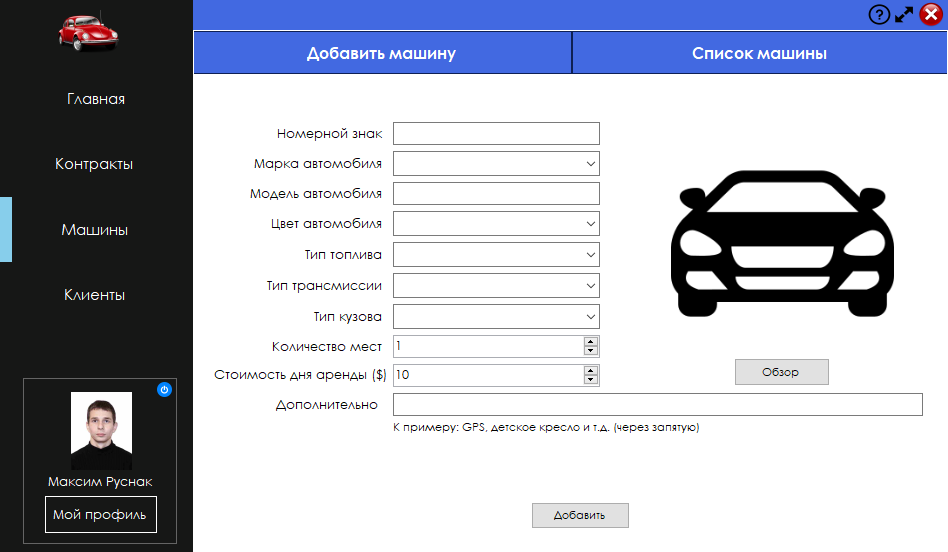 ?
Добавить машину
Список машины
Главная
Контракты
Машины
Клиенты
Номерной знак
Марка автомобиля
Модель автомобиля
Цвет автомобиля
Тип топлива
Тип трансмиссии
Тип кузова
Количество мест 1
Стоимость дня аренды ($) 10
Обзор
Дополнительно
К примеру: GPS, детское кресло и т.д. (через запятую)
Добавить
Максим Руснак
Мой профиль